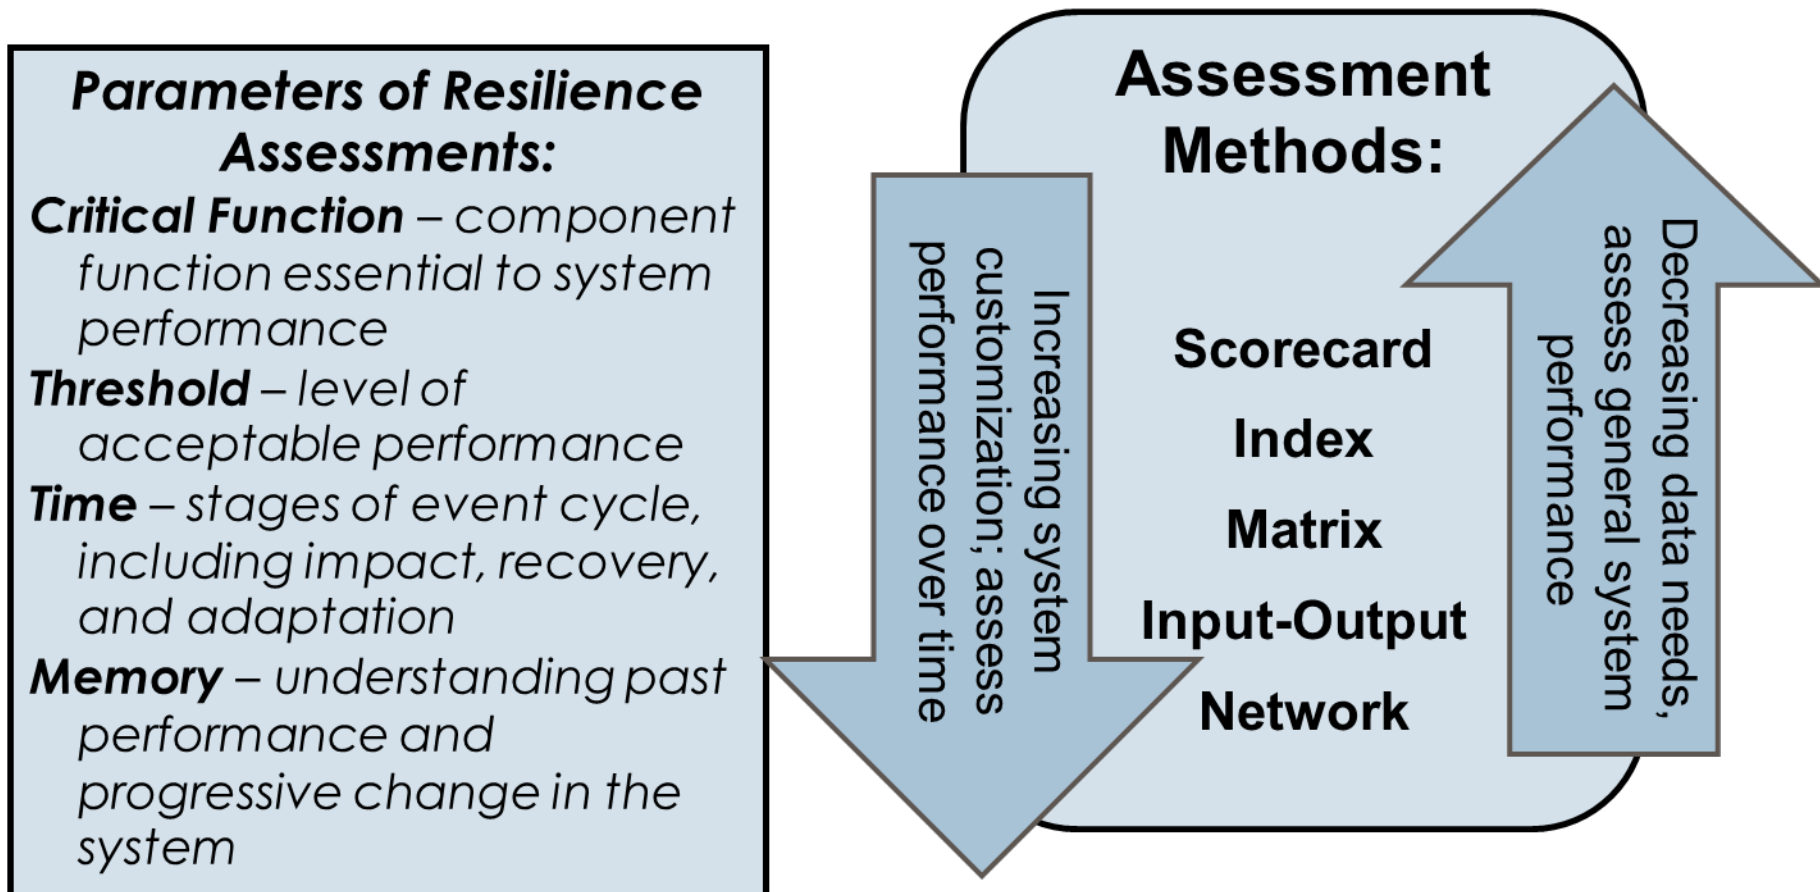 Parameters of Resilience
Assessments:
Critical Function – component
function essential to system
performance
Threshold – level of
acceptable performance
Time – stages of event cycle,
including impact, recovery,
and adaptation
Memory – understanding past
performance and
progressive change in the
system
Assessment
Methods:
Increasing system
customization; assess
performance over time
Scorecard
Index
Matrix
Input-Output
Network
Decreasing data needs,
assess general system
performance